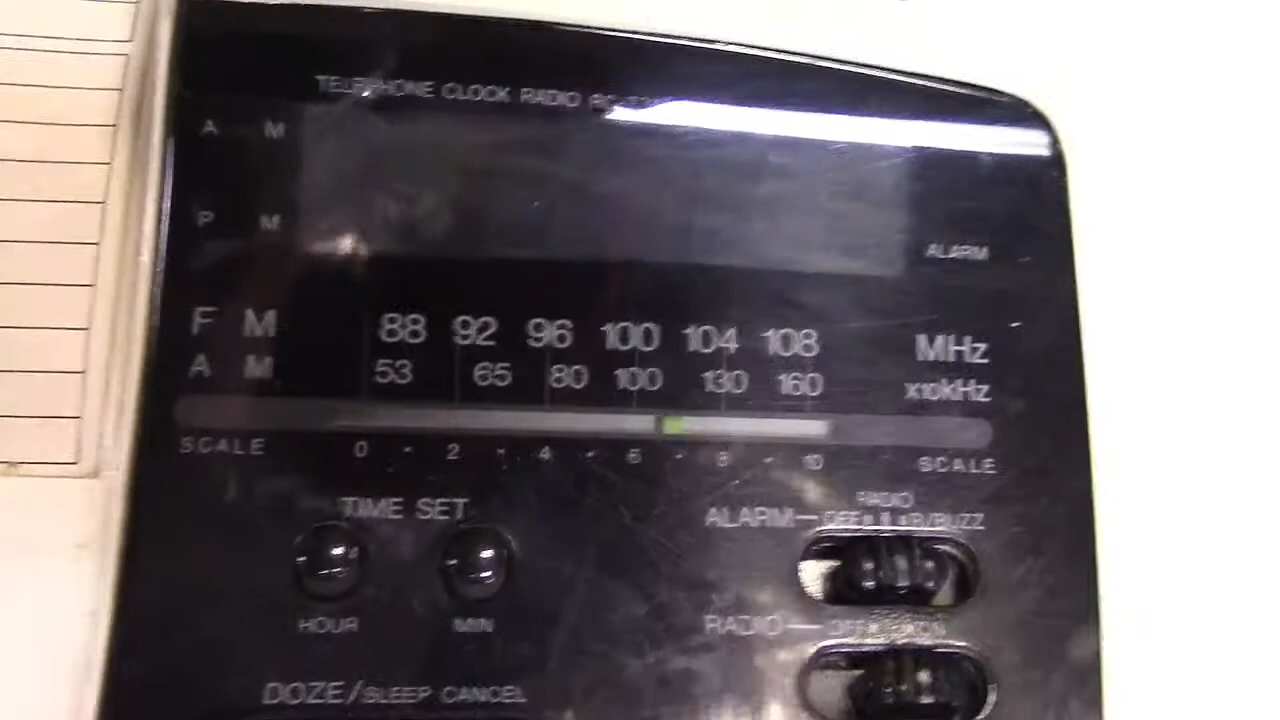 TELEPHONE CLOCK RADIO
A M
P M
ALARM
F M 88 92 96 100 104 108 MHz
A M 53 65 80 100 130 160 x10kHz
SCALE 0 · 2 · 4 · 6 · 8 · 10 SCALE
TIME SET
RADIO
ALARM— OFF B/BUZZ
HOUR MIN
RADIO— OFF ON
DOZE/SLEEP CANCEL